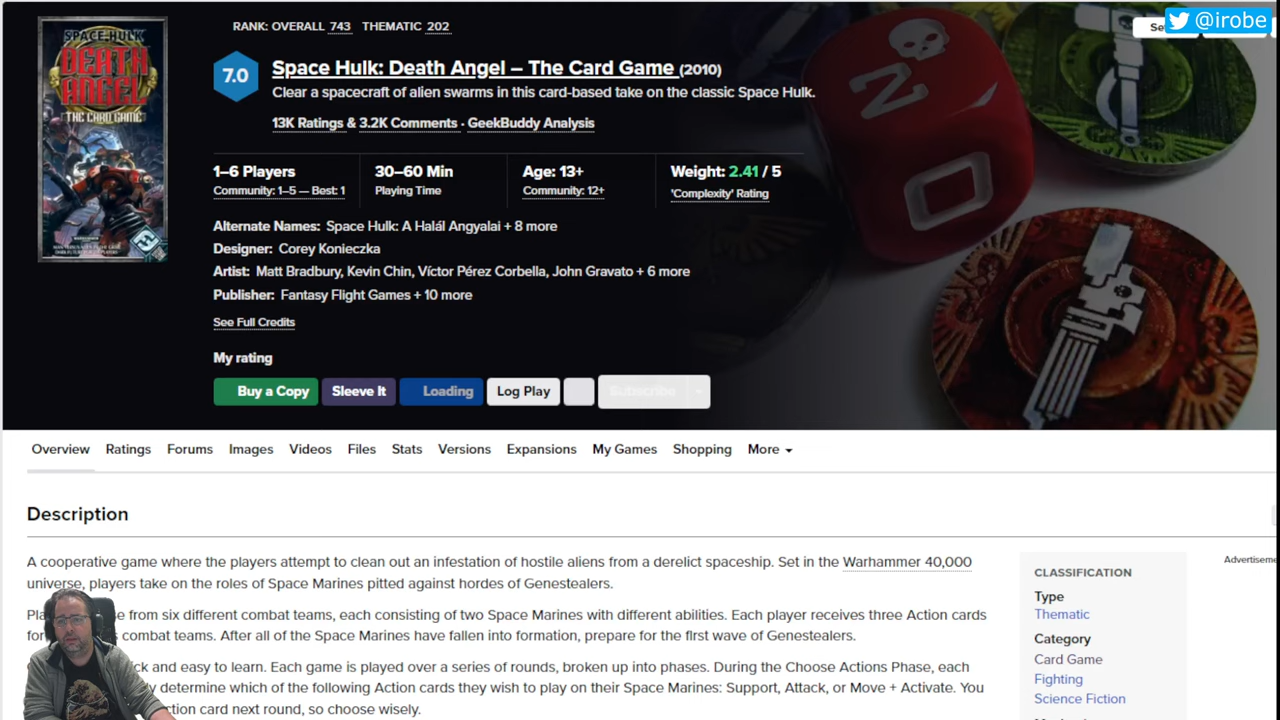 SPACE HULK
DEATH
ANGEL
THE CARD GAME
RANK: OVERALL 743 THEMATIC 202
@irobe
7.0
Space Hulk: Death Angel – The Card Game (2010)
Clear a spacecraft of alien swarms in this card-based take on the classic Space Hulk.
13K Ratings & 3.2K Comments · GeekBuddy Analysis
1–6 Players
Community: 1–5 — Best: 1
30–60 Min
Playing Time
Age: 13+
Community: 12+
Weight: 2.41 / 5
'Complexity' Rating
Alternate Names: Space Hulk: A Halál Angyalai + 8 more
Designer: Corey Konieczka
Artist: Matt Bradbury, Kevin Chin, Víctor Pérez Corbella, John Gravato + 6 more
Publisher: Fantasy Flight Games + 10 more
See Full Credits
My rating
Buy a Copy Sleeve It Loading Log Play Subscribe
Overview Ratings Forums Images Videos Files Stats Versions Expansions My Games Shopping More
Description
A cooperative game where the players attempt to clean out an infestation of hostile aliens from a derelict spaceship. Set in the Warhammer 40,000
universe, players take on the roles of Space Marines pitted against hordes of Genestealers.
from six different combat teams, each consisting of two Space Marines with different abilities. Each player receives three Action cards
combat teams. After all of the Space Marines have fallen into formation, prepare for the first wave of Genestealers.
and easy to learn. Each game is played over a series of rounds, broken up into phases. During the Choose Actions Phase, each
determine which of the following Action cards they wish to play on their Space Marines: Support, Attack, or Move + Activate. You
card next round, so choose wisely.
CLASSIFICATION
Type
Thematic
Category
Card Game
Fighting
Science Fiction
2
0